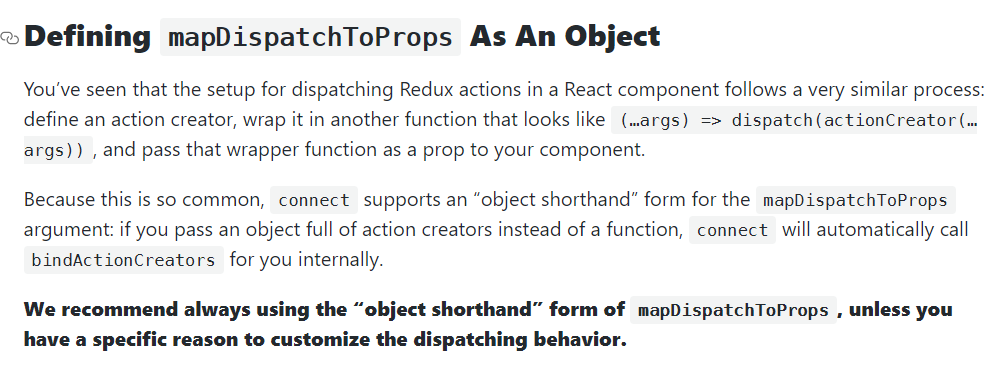 Defining mapDispatchToProps As An Object
You’ve seen that the setup for dispatching Redux actions in a React component follows a very similar process:
define an action creator, wrap it in another function that looks like (…args) => dispatch(actionCreator(…
args)) , and pass that wrapper function as a prop to your component.
Because this is so common, connect supports an “object shorthand” form for the mapDispatchToProps
argument: if you pass an object full of action creators instead of a function, connect will automatically call
bindActionCreators for you internally.
We recommend always using the “object shorthand” form of mapDispatchToProps , unless you
have a specific reason to customize the dispatching behavior.